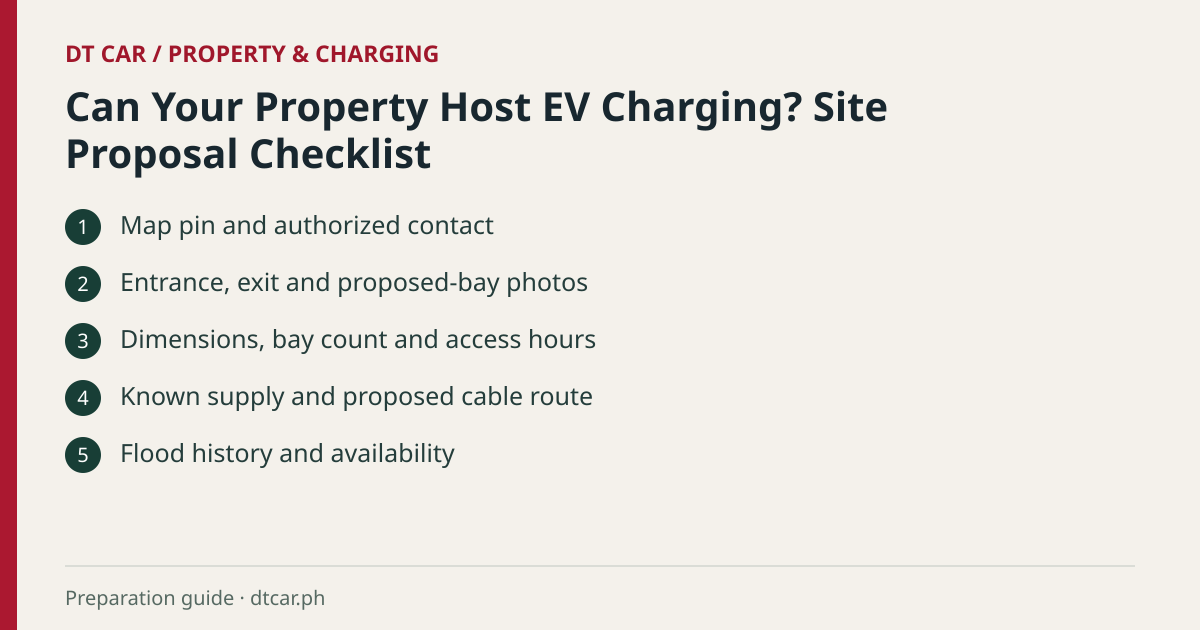 DT CAR / PROPERTY & CHARGING
Can Your Property Host EV Charging? Site
Proposal Checklist
1 Map pin and authorized contact
2 Entrance, exit and proposed-bay photos
3 Dimensions, bay count and access hours
4 Known supply and proposed cable route
5 Flood history and availability
Preparation guide · dtcar.ph